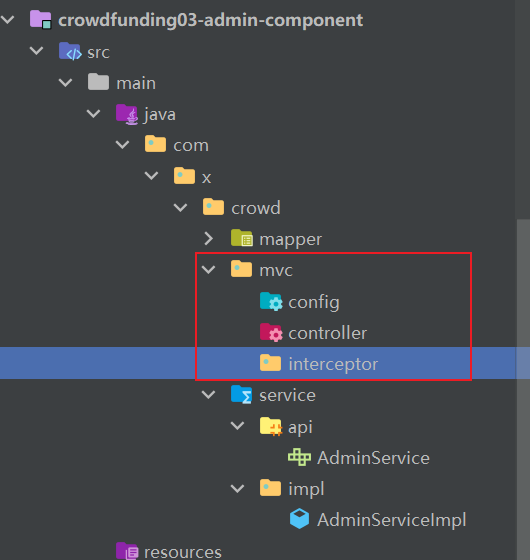 crowdfunding03-admin-component
src
main
java
com
x
crowd
mapper
mvc
config
controller
interceptor
service
api
AdminService
impl
AdminServiceImpl
resources